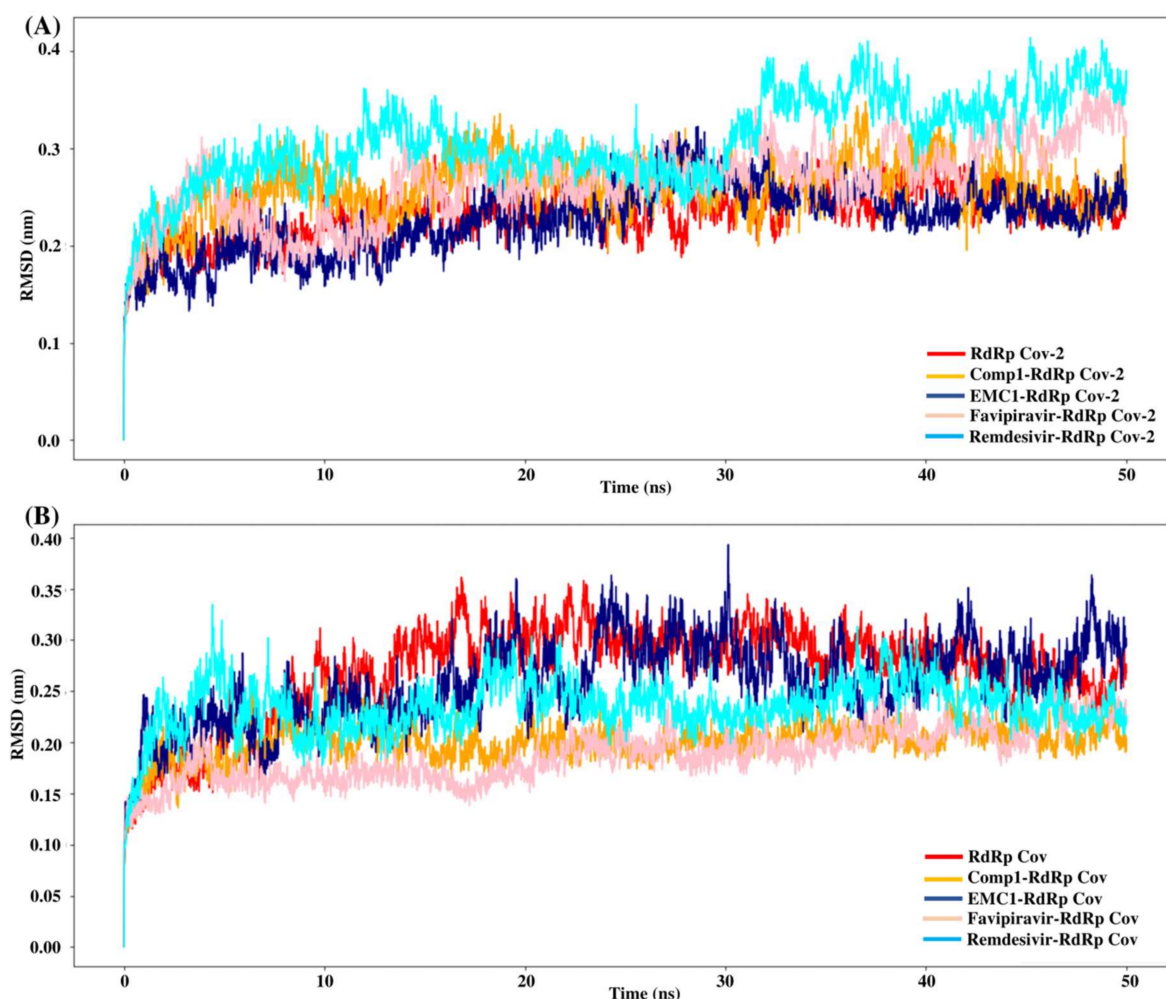 (A)
0.4
0.3
0.2
0.1
0.0
RMSD (nm)
RdRp Cov-2
Comp1-RdRp Cov-2
EMC1-RdRp Cov-2
Favipiravir-RdRp Cov-2
Remdesivir-RdRp Cov-2
0 10 20 30 40 50
Time (ns)
(B)
0.40
0.35
0.30
0.25
0.20
0.15
0.10
0.05
0.00
RMSD (nm)
RdRp Cov
Comp1-RdRp Cov
EMC1-RdRp Cov
Favipiravir-RdRp Cov
Remdesivir-RdRp Cov
0 10 20 30 40 50
Time (ns)